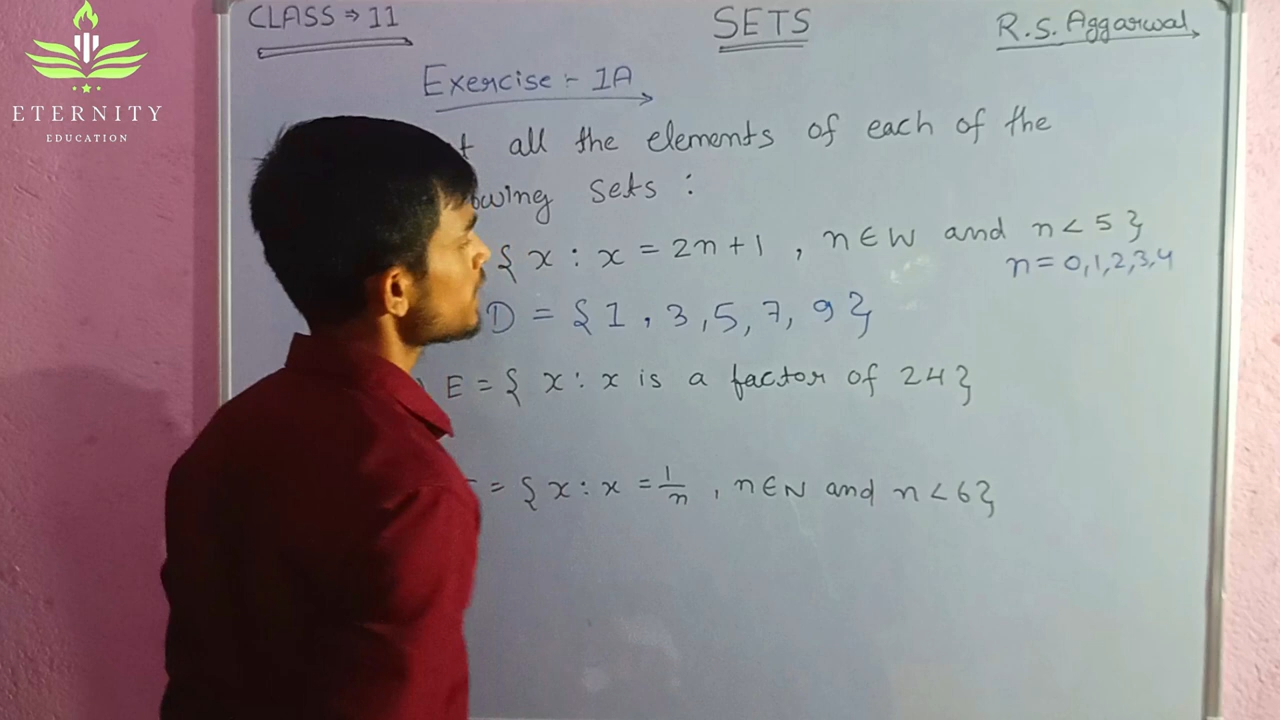 CLASS ⇒ 11
SETS
R.S. Aggarwal
ETERNITY
EDUCATION
Exercise :- 1A
all the elements of each of the
sets :
{ x : x = 2n + 1 , n ∈ W and n < 5 }
n = 0,1,2,3,4
D = { 1 , 3 , 5 , 7 , 9 }
E = { x : x is a factor of 24 }
= { x : x = 1/n , n ∈ N and n < 6 }